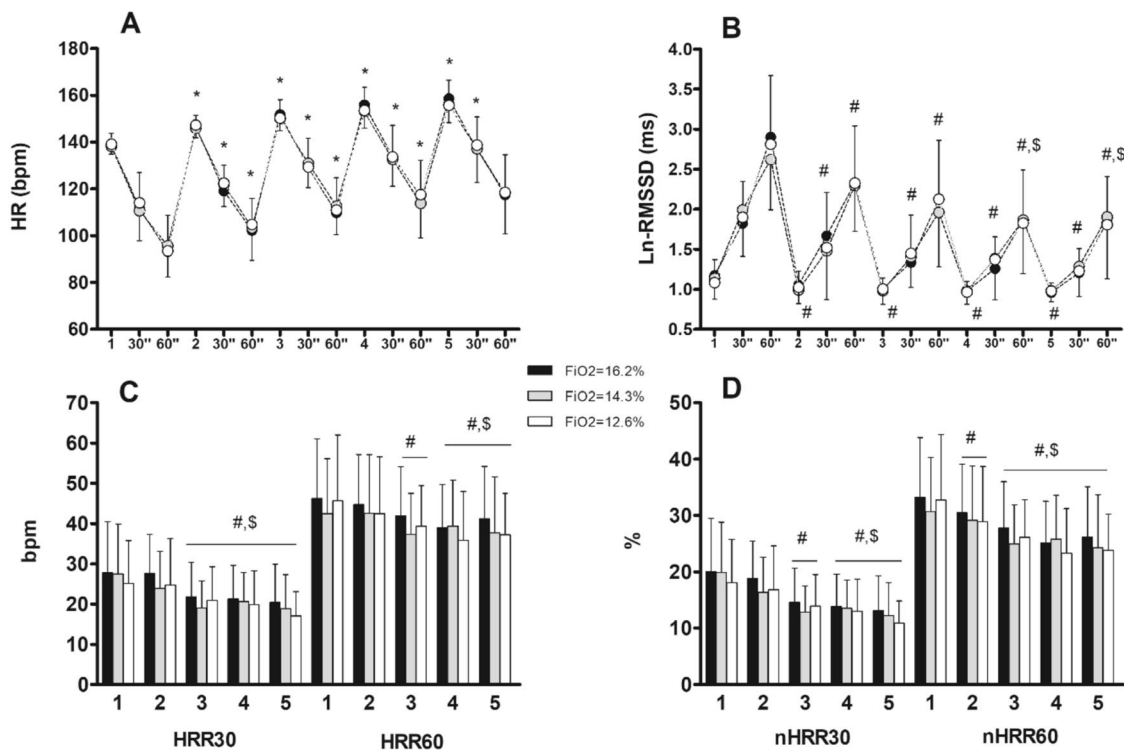 A
HR (bpm)
180
160
140
120
100
80
60
* * * * * * * * * * *
1 30" 60" 2 30" 60" 3 30" 60" 4 30" 60" 5 30" 60"
B
Ln-RMSSD (ms)
4.0
3.5
3.0
2.5
2.0
1.5
1.0
0.5
# # # # # #,$ # #,$
# # # #
1 30" 60" 2 30" 60" 3 30" 60" 4 30" 60" 5 30" 60"
FiO2=16.2%
FiO2=14.3%
FiO2=12.6%
C
bpm
70
60
50
40
30
20
10
0
#,$
#
#,$
1 2 3 4 5 1 2 3 4 5
HRR30 HRR60
D
%
50
40
30
20
10
0
#
#,$
#
#,$
1 2 3 4 5 1 2 3 4 5
nHRR30 nHRR60